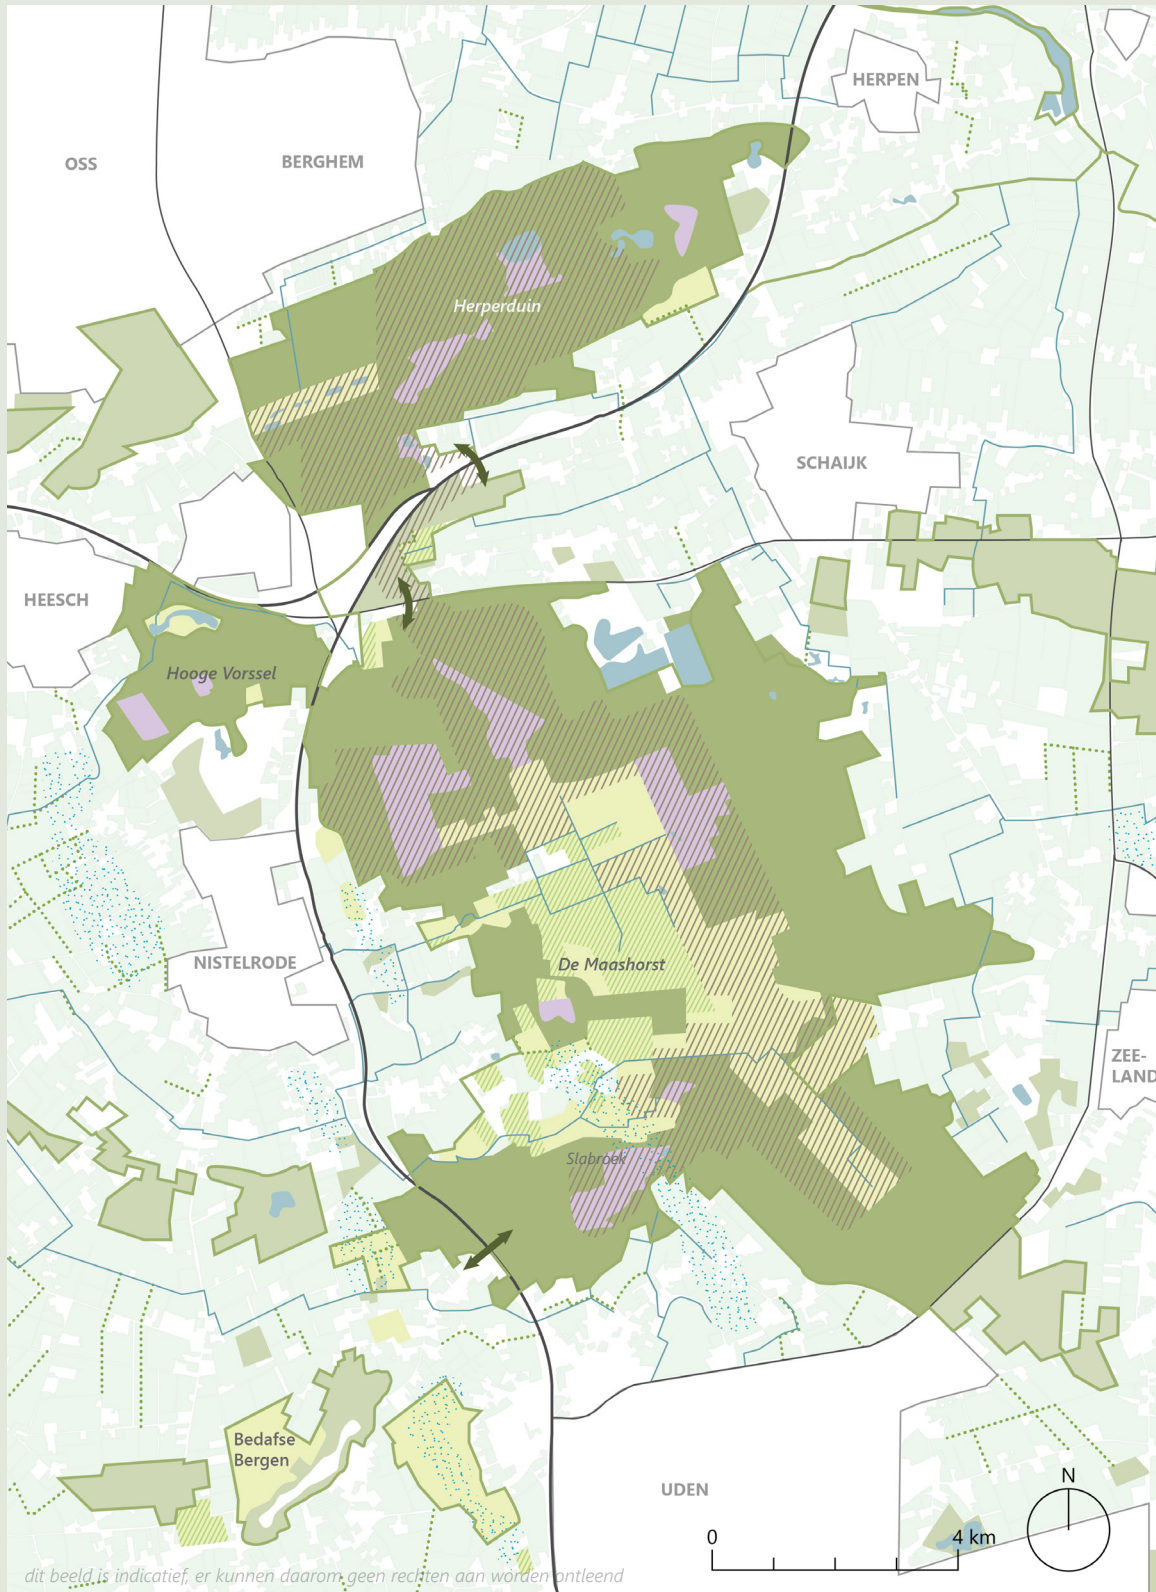 HERPEN
OSS
BERGHEM
Herperduin
SCHAIJK
HEESCH
Hooge Vorssel
NISTELRODE
De Maashorst
ZEE-
LAND
Slabroek
Bedafse
Bergen
UDEN
N
0 4 km
dit beeld is indicatief, er kunnen daarom geen rechten aan worden ontleend